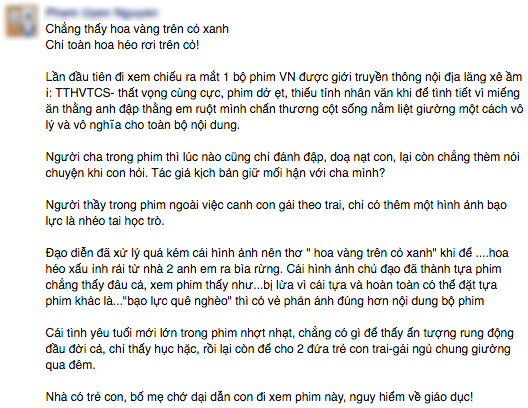 Chẳng thấy hoa vàng trên cỏ xanh
Chỉ toàn hoa héo rơi trên cỏ!
Lần đầu tiên đi xem chiếu ra mắt 1 bộ phim VN được giới truyền thông nội địa lăng xê ầm
ĩ: TTHVTCS- thất vọng cùng cực, phim dở ẹt, thiếu tính nhân văn khi để tình tiết vì miếng
ăn thằng anh đập thằng em ruột mình chấn thương cột sống nằm liệt giường một cách vô
lý và vô nghĩa cho toàn bộ nội dung.
Người cha trong phim thì lúc nào cũng chỉ đánh đập, doạ nạt con, lại còn chẳng thèm nói
chuyện khi con hỏi. Tác giả kịch bản giữ mối hận với cha mình?
Người thầy trong phim ngoài việc canh con gái theo trai, chỉ có thêm một hình ảnh bạo
lực là nhéo tai học trò.
Đạo diễn đã xử lý quá kém cái hình ảnh nên thơ " hoa vàng trên cỏ xanh" khi để ....hoa
héo xấu ỉnh rải từ nhà 2 anh em ra bìa rừng. Cái hình ảnh chủ đạo đã thành tựa phim
chẳng thấy đâu cả, xem phim thấy như...bị lừa vì cái tựa và hoàn toàn có thể đặt tựa
phim khác là..."bạo lực quê nghèo" thì có vẻ phản ánh đúng hơn nội dung bộ phim
Cái tình yêu tuổi mới lớn trong phim nhợt nhạt, chẳng có gì để thấy ấn tượng rung động
đầu đời cả, chỉ thấy hục hặc, rồi lại còn để cho 2 đứa trẻ con trai-gái ngủ chung giường
qua đêm.
Nhà có trẻ con, bố mẹ chớ dại dẫn con đi xem phim này, nguy hiểm về giáo dục!